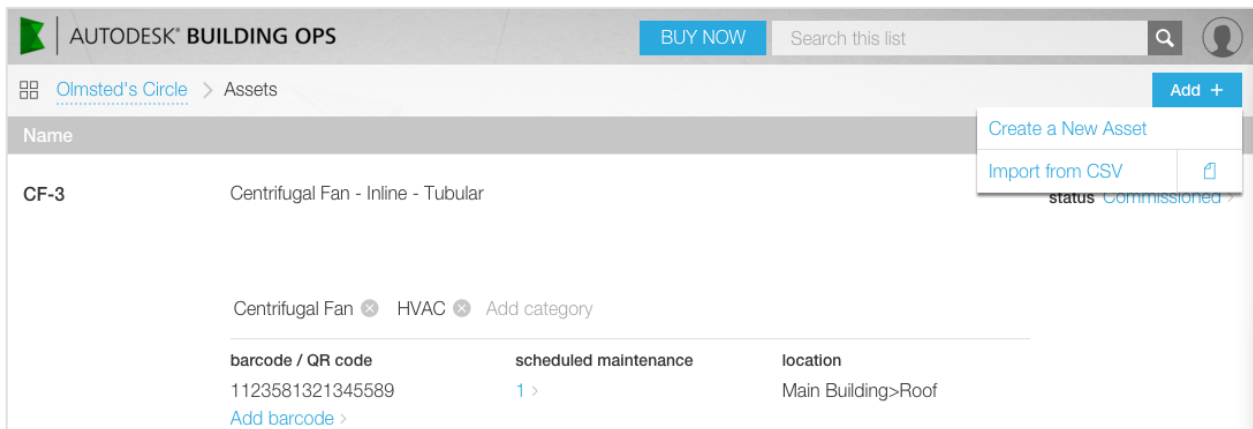 AUTODESK® BUILDING OPS
BUY NOW
Search this list
Olmsted's Circle > Assets
Add +
Name
Create a New Asset
Import from CSV
CF-3
Centrifugal Fan - Inline - Tubular
status Commissioned >
Centrifugal Fan
HVAC
Add category
barcode / QR code
scheduled maintenance
location
1123581321345589
1 >
Main Building>Roof
Add barcode >